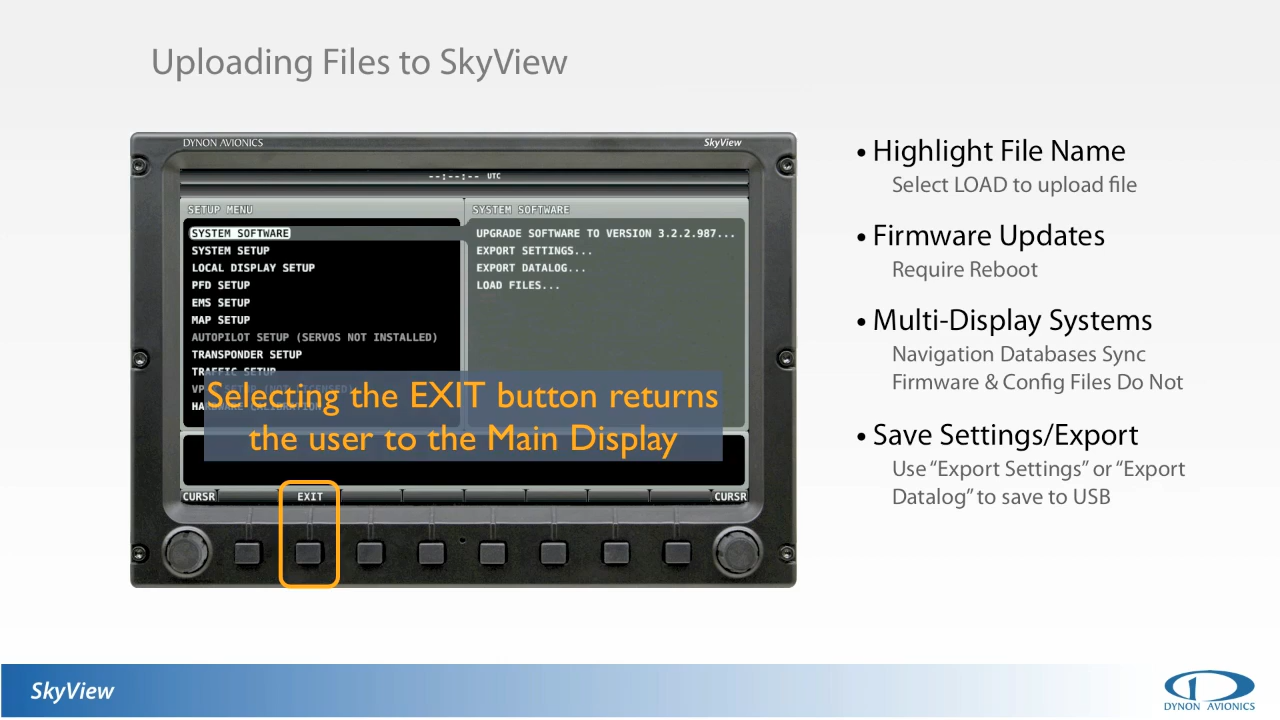 Uploading Files to SkyView
DYNON AVIONICS
SkyView
--:--:-- UTC
SETUP MENU
SYSTEM SOFTWARE
SYSTEM SETUP
LOCAL DISPLAY SETUP
PFD SETUP
EMS SETUP
MAP SETUP
AUTOPILOT SETUP (SERVOS NOT INSTALLED)
TRANSPONDER SETUP
TRAFFIC SETUP
SYSTEM SOFTWARE
UPGRADE SOFTWARE TO VERSION 3.2.2.987...
EXPORT SETTINGS...
EXPORT DATALOG...
LOAD FILES...
Selecting the EXIT button returns
the user to the Main Display
CURSR
EXIT
CURSR
• Highlight File Name
Select LOAD to upload file
• Firmware Updates
Require Reboot
• Multi-Display Systems
Navigation Databases Sync
Firmware & Config Files Do Not
• Save Settings/Export
Use “Export Settings” or “Export
Datalog” to save to USB
SkyView
DYNON AVIONICS